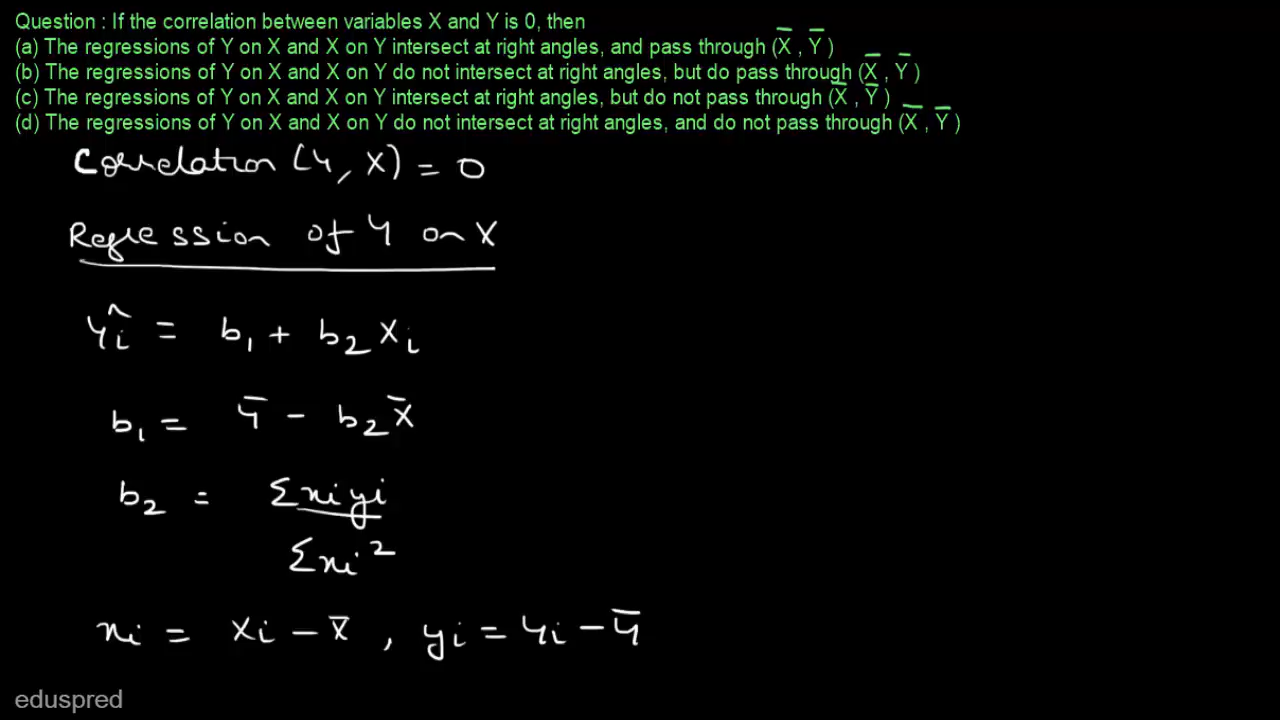 Question : If the correlation between variables X and Y is 0, then
(a) The regressions of Y on X and X on Y intersect at right angles, and pass through (X̄ , Ȳ )
(b) The regressions of Y on X and X on Y do not intersect at right angles, but do pass through (X̄ , Ȳ )
(c) The regressions of Y on X and X on Y intersect at right angles, but do not pass through (X̄ , Ȳ )
(d) The regressions of Y on X and X on Y do not intersect at right angles, and do not pass through (X̄ , Ȳ )
Correlation (Y, X) = 0
Regression of Y on X
Ŷi = b₁ + b₂ Xi
b₁ = Ȳ - b₂ X̄
b₂ = Σxiyi
Σxi²
xi = Xi - X̄ , yi = Yi - Ȳ
eduspred